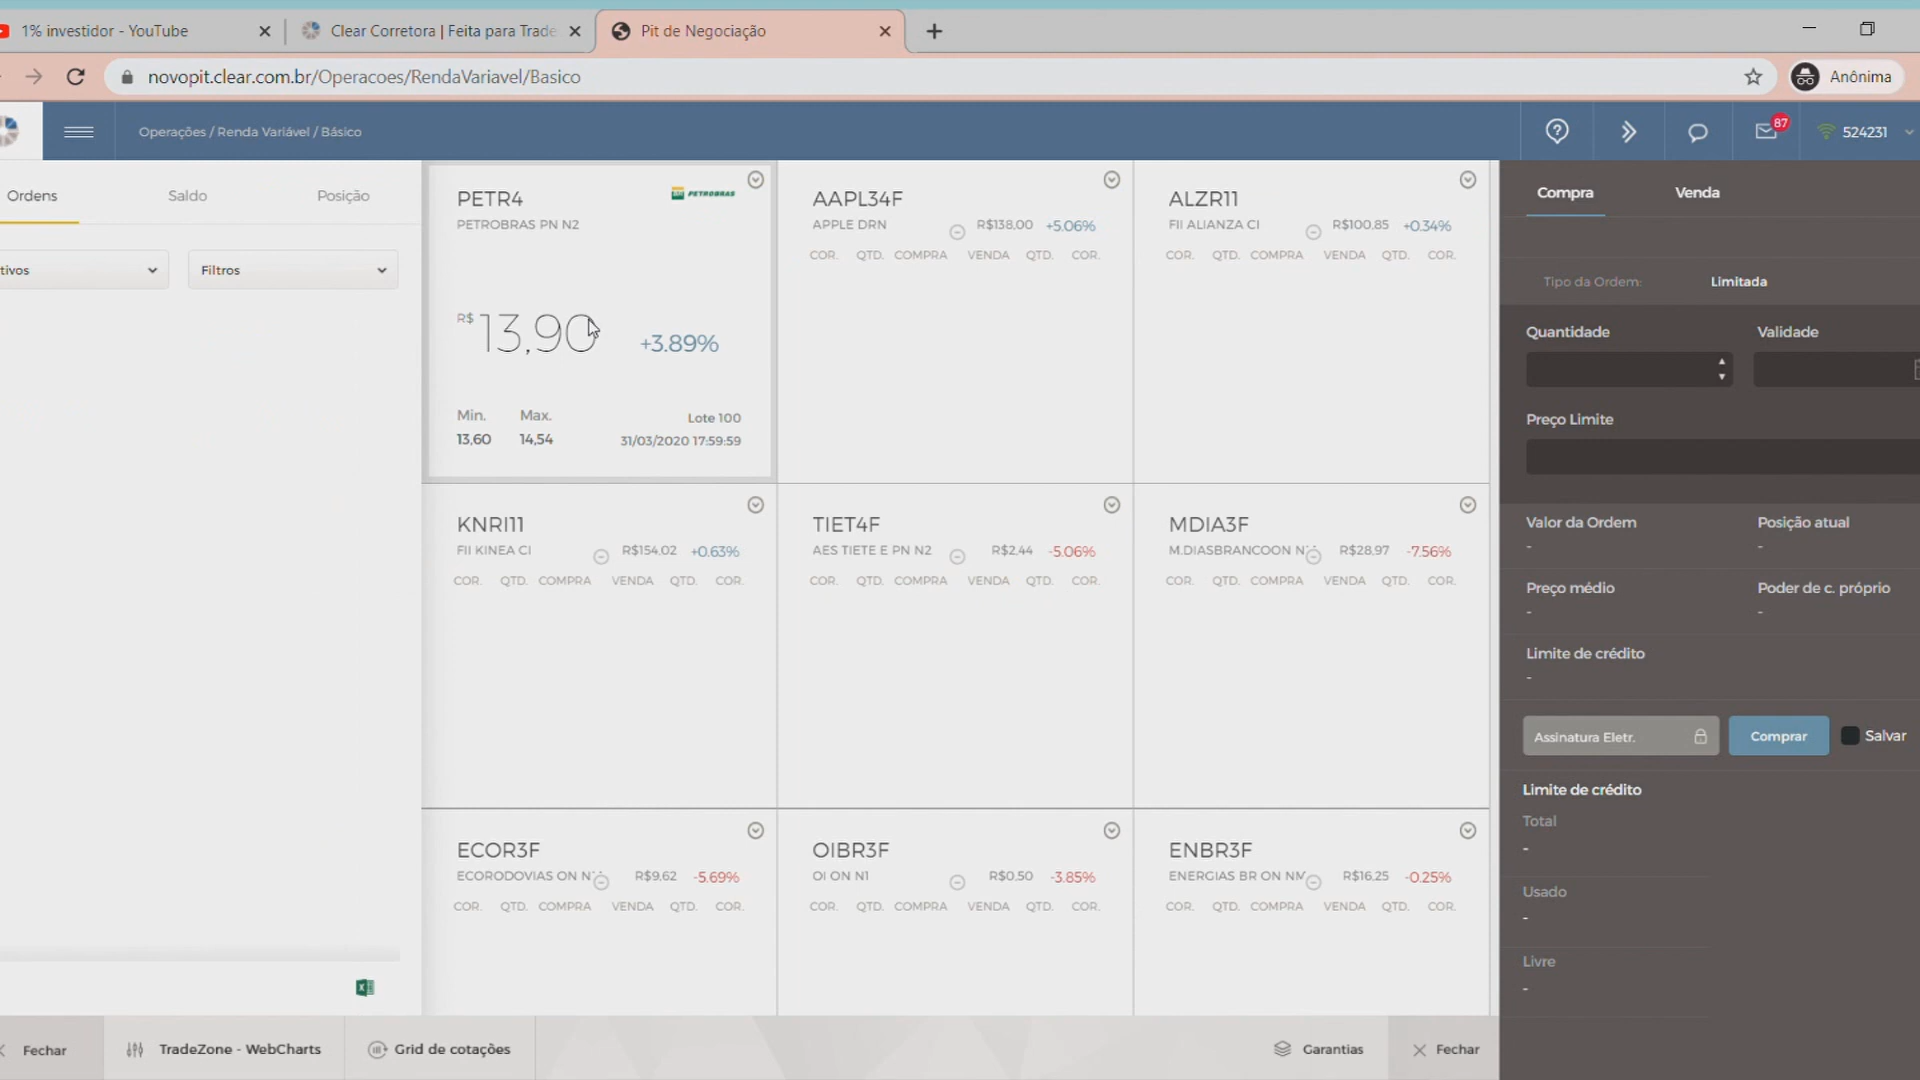 1% investidor - YouTube
Clear Corretora | Feita para Trade
Pit de Negociação
novopit.clear.com.br/Operacoes/RendaVariavel/Basico
Anônima
Operações / Renda Variável / Básico
87
524231
Ordens
Saldo
Posição
tivos
Filtros
PETR4
PETROBRAS
PETROBRAS PN N2
R$ 13,90
+3.89%
Min.
Max.
Lote 100
13,60
14,54
31/03/2020 17:59:59
AAPL34F
APPLE DRN
R$138,00
+5.06%
COR. QTD. COMPRA VENDA QTD. COR.
ALZR11
FII ALIANZA CI
R$100,85
+0.34%
COR. QTD. COMPRA VENDA QTD. COR.
KNRI11
FII KINEA CI
R$154,02
+0.63%
COR. QTD. COMPRA VENDA QTD. COR.
TIET4F
AES TIETE E PN N2
R$2,44
-5.06%
COR. QTD. COMPRA VENDA QTD. COR.
MDIA3F
M.DIASBRANCOON
R$28,97
-7.56%
COR. QTD. COMPRA VENDA QTD. COR.
ECOR3F
ECORODOVIAS ON
R$9,62
-5.69%
COR. QTD. COMPRA VENDA QTD. COR.
OIBR3F
OI ON N1
R$0,50
-3.85%
COR. QTD. COMPRA VENDA QTD. COR.
ENBR3F
ENERGIAS BR ON NM
R$16,25
-0.25%
COR. QTD. COMPRA VENDA QTD. COR.
Compra
Venda
Tipo da Ordem:
Limitada
Quantidade
Validade
Preço Limite
Valor da Ordem
Posição atual
-
-
Preço médio
Poder de c. próprio
-
-
Limite de crédito
-
Assinatura Eletr.
Comprar
Salvar
Limite de crédito
Total
-
Usado
-
Livre
-
Fechar
TradeZone - WebCharts
Grid de cotações
Garantias
Fechar